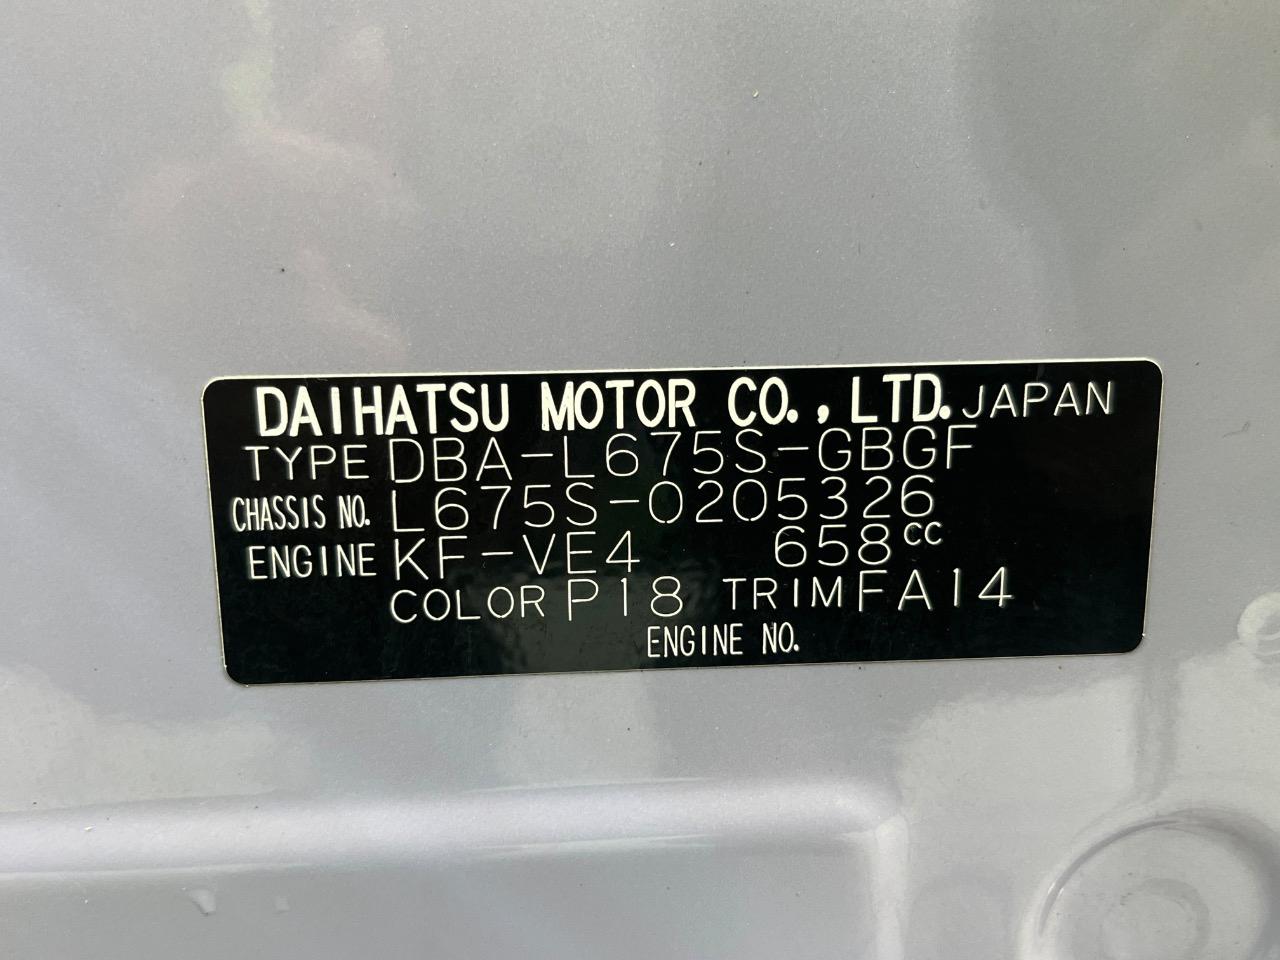 DAIHATSU MOTOR CO., LTD. JAPAN
TYPE DBA-L675S-GBGF
CHASSIS NO. L675S-0205326
ENGINE KF-VE4 658CC
COLOR P18 TRIM FA14
ENGINE NO.